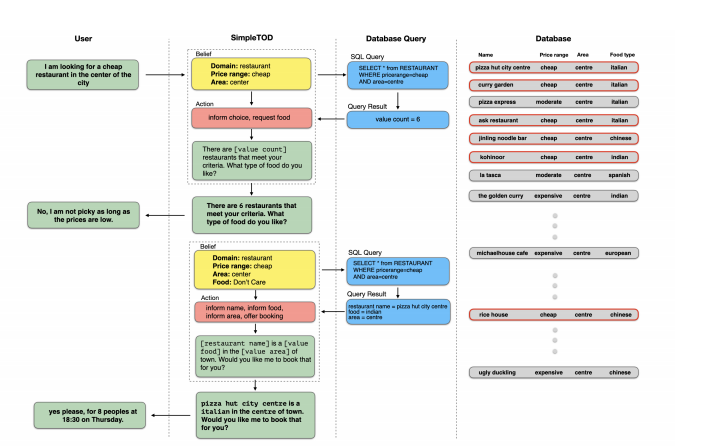 User
SimpleTOD
Database Query
Database
I am looking for a cheap
restaurant in the center of the
city
Belief
Domain: restaurant
Price range: cheap
Area: center
Action
inform choice, request food
There are [value count]
restaurants that meet your
criteria. What type of food do you
like?
There are 6 restaurants that
meet your criteria. What
type of food do you like?
No, I am not picky as long as
the prices are low.
SQL Query
SELECT * from RESTAURANT
WHERE pricerange=cheap
AND area=centre
Query Result
value count = 6
Belief
Domain: restaurant
Price range: cheap
Area: center
Food: Don't Care
Action
inform name, inform food,
inform area, offer booking
[restaurant name] is a [value
food] in the [value area] of
town. Would you like me to book that
for you?
pizza hut city centre is a
italian in the centre of town.
Would you like me to book that
for you?
yes please, for 8 peoples at
18:30 on Thursday.
SQL Query
SELECT * from RESTAURANT
WHERE pricerange=cheap
AND area=centre
Query Result
restaurant name = pizza hut city centre
food = indian
area = centre
Name Price range Area Food type
pizza hut city centre cheap centre italian
curry garden cheap centre italian
pizza express moderate centre italian
ask restaurant cheap centre italian
jinling noodle bar cheap centre chinese
kohinoor cheap centre indian
la tasca moderate centre spanish
the golden curry expensive centre indian
michaelhouse cafe expensive centre european
rice house cheap centre chinese
ugly duckling expensive centre chinese